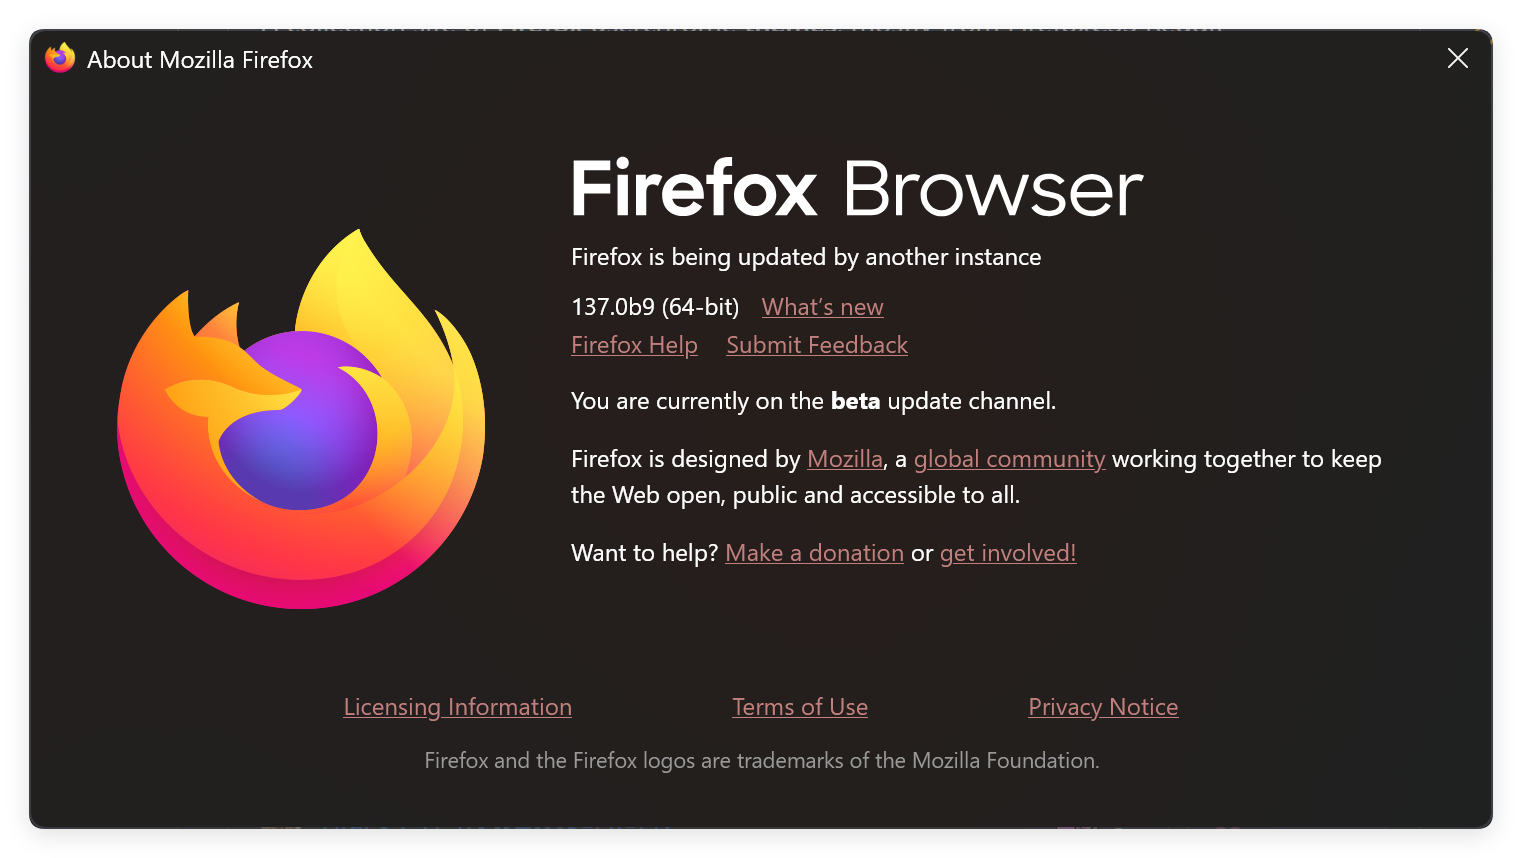 About Mozilla Firefox
Firefox Browser
Firefox is being updated by another instance
137.0b9 (64-bit) What's new
Firefox Help Submit Feedback
You are currently on the beta update channel.
Firefox is designed by Mozilla, a global community working together to keep
the Web open, public and accessible to all.
Want to help? Make a donation or get involved!
Licensing Information Terms of Use Privacy Notice
Firefox and the Firefox logos are trademarks of the Mozilla Foundation.